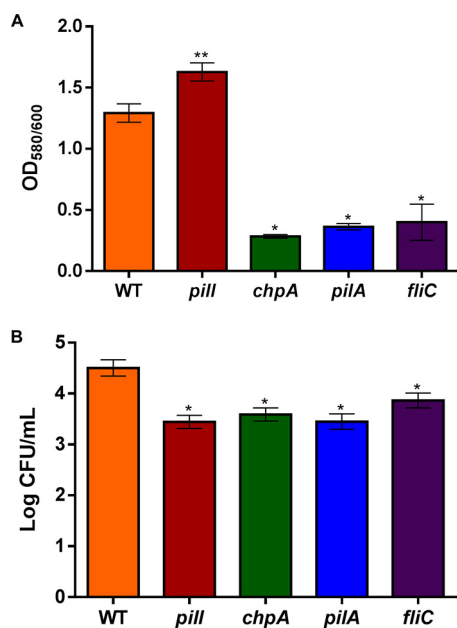 A
OD580/600
2.0
1.5
1.0
0.5
0.0
**
*
*
*
WT
pilI
chpA
pilA
fliC
B
Log CFU/mL
5
4
3
2
1
0
*
*
*
*
WT
pilI
chpA
pilA
fliC